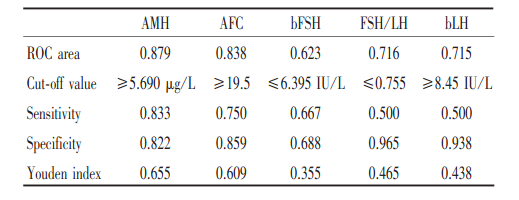 AMH AFC bFSH FSH/LH bLH
ROC area 0.879 0.838 0.623 0.716 0.715
Cut-off value ⩾5.690 μg/L ⩾19.5 ⩽6.395 IU/L ⩽0.755 ⩾8.45 IU/L
Sensitivity 0.833 0.750 0.667 0.500 0.500
Specificity 0.822 0.859 0.688 0.965 0.938
Youden index 0.655 0.609 0.355 0.465 0.438